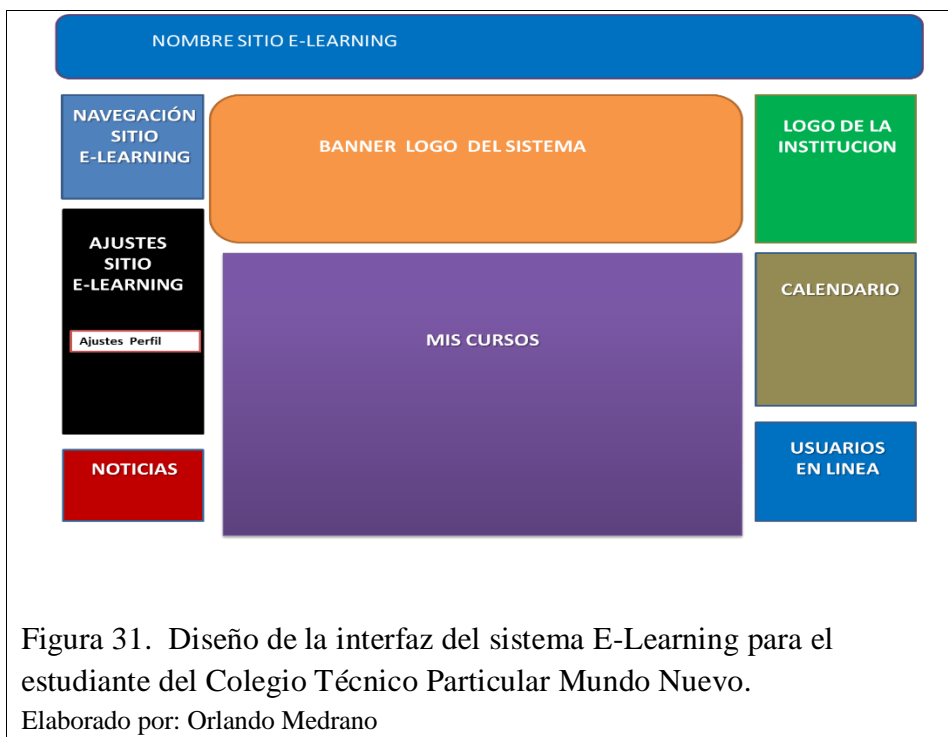 NOMBRE SITIO E-LEARNING
NAVEGACIÓN
SITIO
E-LEARNING
BANNER LOGO DEL SISTEMA
LOGO DE LA
INSTITUCION
AJUSTES
SITIO
E-LEARNING
Ajustes Perfil
MIS CURSOS
CALENDARIO
NOTICIAS
USUARIOS
EN LINEA
Figura 31. Diseño de la interfaz del sistema E-Learning para el
estudiante del Colegio Técnico Particular Mundo Nuevo.
Elaborado por: Orlando Medrano